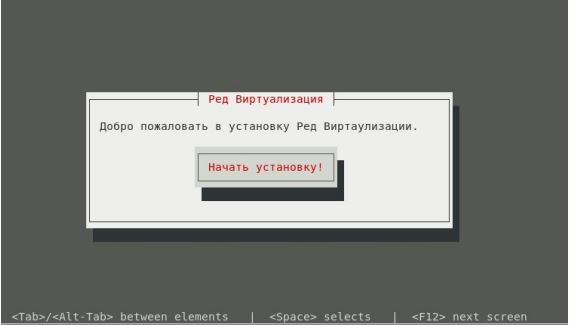 Ред Виртуализация
Добро пожаловать в установку Ред Виртаулизации.
Начать установку!
<Tab>/<Alt-Tab> between elements | <Space> selects | <F12> next screen